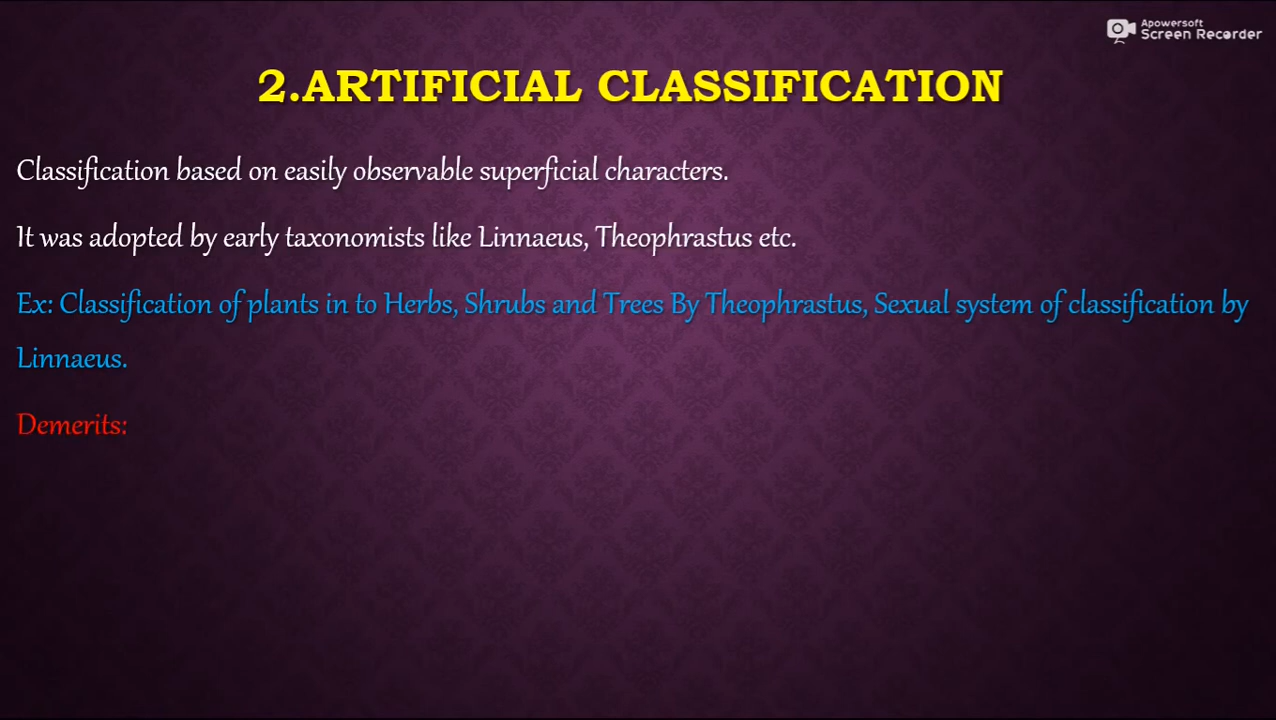 Apowersoft
Screen Recorder
2.ARTIFICIAL CLASSIFICATION
Classification based on easily observable superficial characters.
It was adopted by early taxonomists like Linnaeus, Theophrastus etc.
Ex: Classification of plants in to Herbs, Shrubs and Trees By Theophrastus, Sexual system of classification by
Linnaeus.
Demerits: